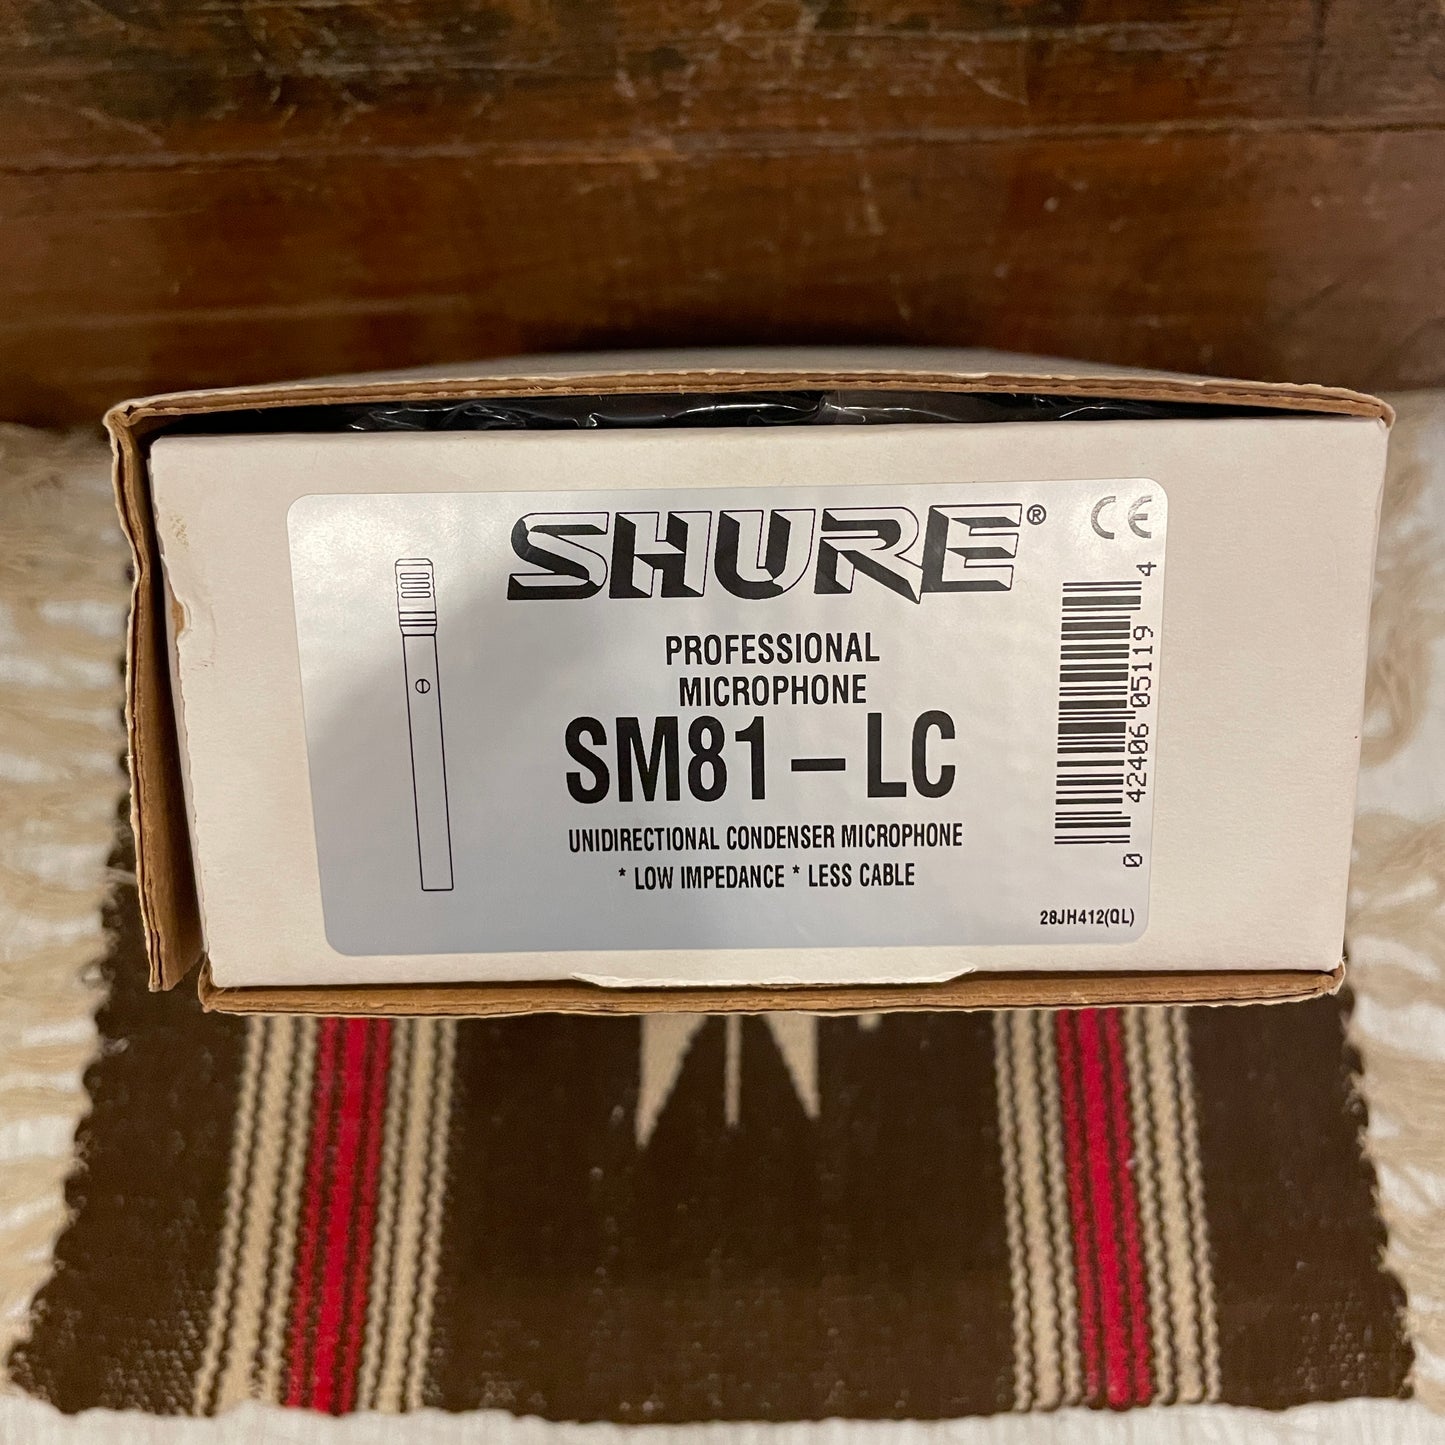 SHURE®
CE
PROFESSIONAL
MICROPHONE
SM81–LC
UNIDIRECTIONAL CONDENSER MICROPHONE
* LOW IMPEDANCE * LESS CABLE
0 42406 05119 4
28JH412(QL)